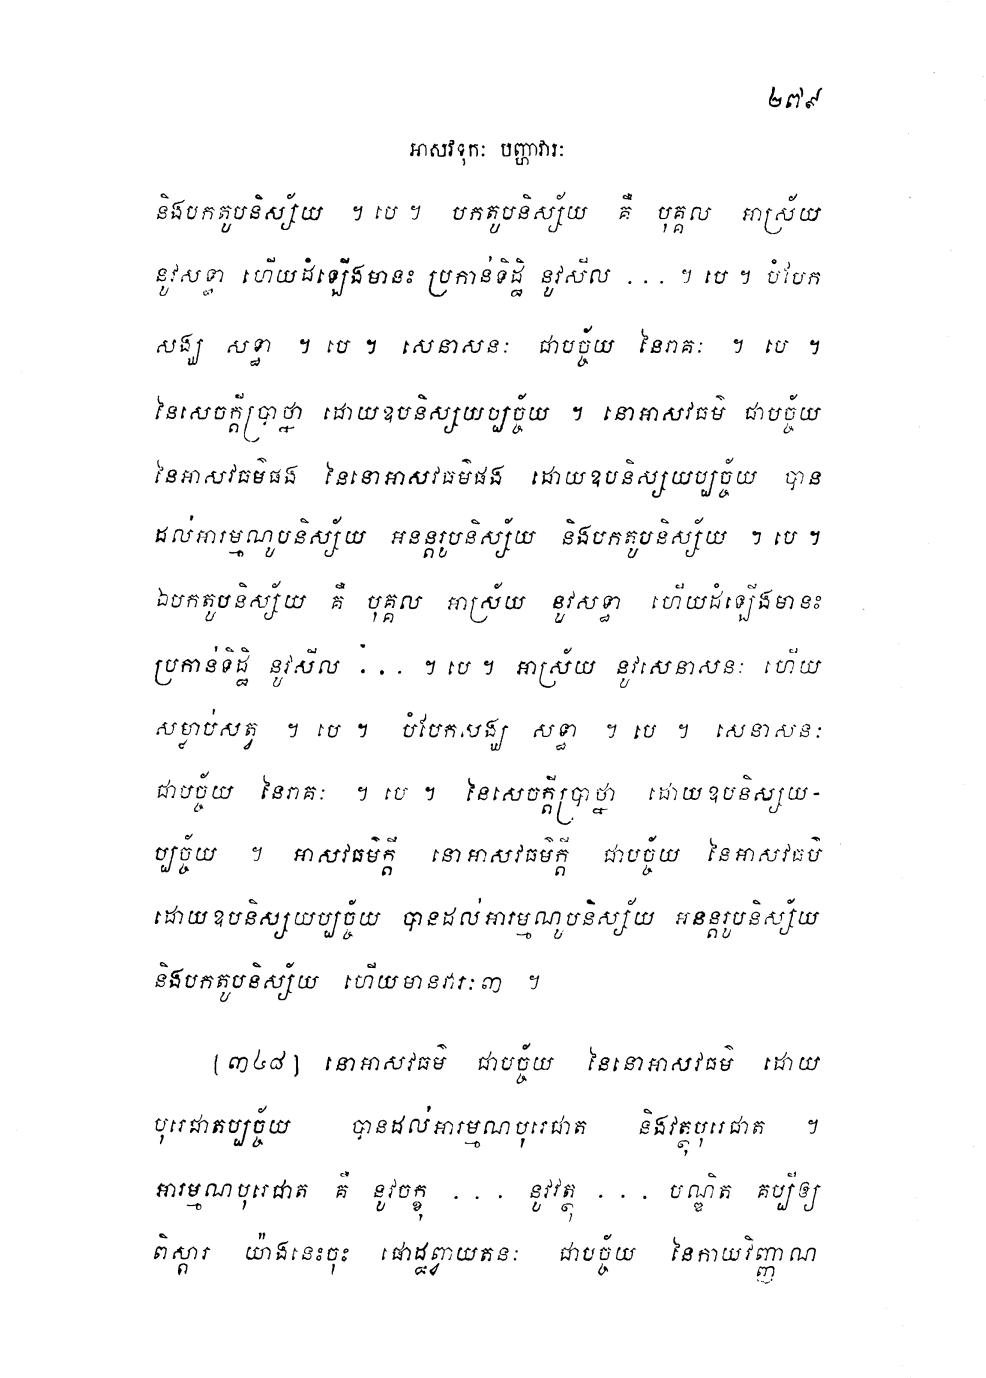 ២៧៩
អាសវទុកៈ បញ្ហាវារៈ
និងបកតូបនិស្ស័យ ។ បេ ។ បកតូបនិស្ស័យ គឺ បុគ្គល អាស្រ័យ
នូវសទ្ធា ហើយដំឡើងមានះ ប្រកាន់ទិដ្ឋិ នូវសីល ... ។ បេ ។ បំបែក
សង្ឃ សទ្ធា ។ បេ ។ សេនាសនៈ ជាបច្ច័យ នៃរាគៈ ។ បេ ។
នៃសេចក្តីប្រាថ្នា ដោយឧបនិស្សយប្បច្ច័យ ។ នោអាសវធម៌ ជាបច្ច័យ
នៃអាសវធម៌ផង នៃនោអាសវធម៌ផង ដោយឧបនិស្សយប្បច្ច័យ បាន
ដល់អារម្មណូបនិស្ស័យ អនន្តរូបនិស្ស័យ និងបកតូបនិស្ស័យ ។ បេ ។
ឯបកតូបនិស្ស័យ គឺ បុគ្គល អាស្រ័យ នូវសទ្ធា ហើយដំឡើងមានះ
ប្រកាន់ទិដ្ឋិ នូវសីល ... ។ បេ ។ អាស្រ័យ នូវសេនាសនៈ ហើយ
សម្លាប់សត្វ ។ បេ ។ បំបែកសង្ឃ សទ្ធា ។ បេ ។ សេនាសនៈ
ជាបច្ច័យ នៃរាគៈ ។ បេ ។ នៃសេចក្តីប្រាថ្នា ដោយឧបនិស្សយ-
ប្បច្ច័យ ។ អាសវធម៌ក្តី នោអាសវធម៌ក្តី ជាបច្ច័យ នៃអាសវធម៌
ដោយឧបនិស្សយប្បច្ច័យ បានដល់អារម្មណូបនិស្ស័យ អនន្តរូបនិស្ស័យ
និងបកតូបនិស្ស័យ ហើយមានវារៈ៣ ។
[៣៤៨] នោអាសវធម៌ ជាបច្ច័យ នៃនោអាសវធម៌ ដោយ
បុរេជាតប្បច្ច័យ បានដល់អារម្មណបុរេជាត និងវត្ថុបុរេជាត ។
អារម្មណបុរេជាត គឺ នូវចក្ខុ ... នូវវត្ថុ ... បណ្ឌិត គប្បីឲ្យ
ពិស្តារ យ៉ាងនេះចុះ ផោដ្ឋព្វាយតនៈ ជាបច្ច័យ នៃកាយវិញ្ញាណ